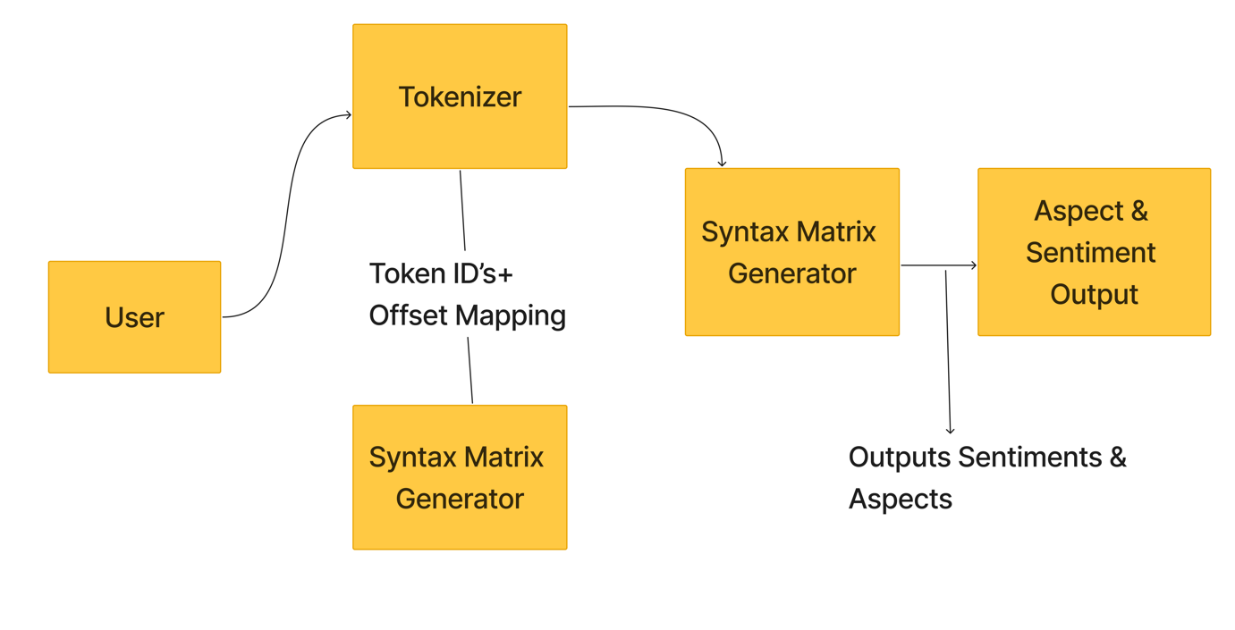 Tokenizer
User
Token ID’s+
Offset Mapping
Syntax Matrix
Generator
Syntax Matrix
Generator
Aspect &
Sentiment
Output
Outputs Sentiments &
Aspects